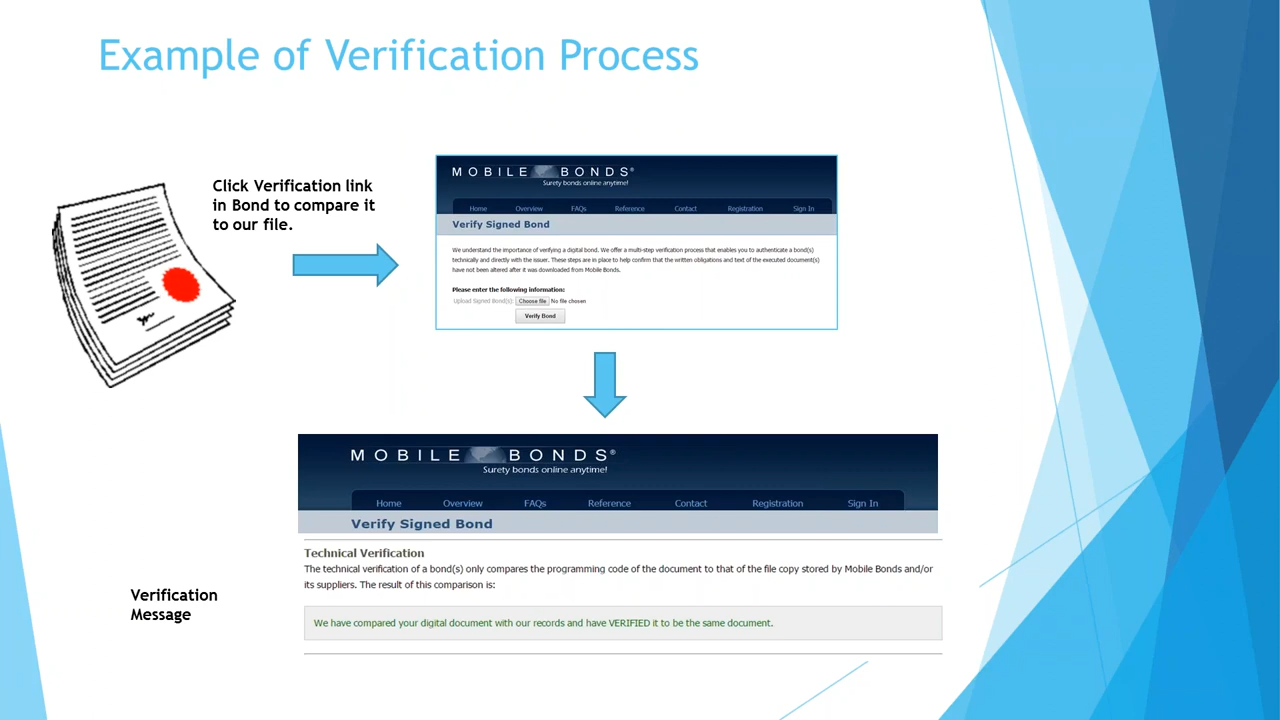 Example of Verification Process
Click Verification link
in Bond to compare it
to our file.
MOBILE BONDS®
Surety bonds online anytime!
Home Overview FAQs Reference Contact Registration Sign In
Verify Signed Bond
We understand the importance of verifying a digital bond. We offer a multi-step verification process that enables you to authenticate a bond(s)
technically and directly with the issuer. These steps are in place to help confirm that the written obligations and text of the executed document(s)
have not been altered after it was downloaded from Mobile Bonds.
Please enter the following information:
Upload Signed Bond(s): Choose file No file chosen
Verify Bond
MOBILE BONDS®
Surety bonds online anytime!
Home Overview FAQs Reference Contact Registration Sign In
Verify Signed Bond
Technical Verification
The technical verification of a bond(s) only compares the programming code of the document to that of the file copy stored by Mobile Bonds and/or
its suppliers. The result of this comparison is:
Verification
Message
We have compared your digital document with our records and have VERIFIED it to be the same document.